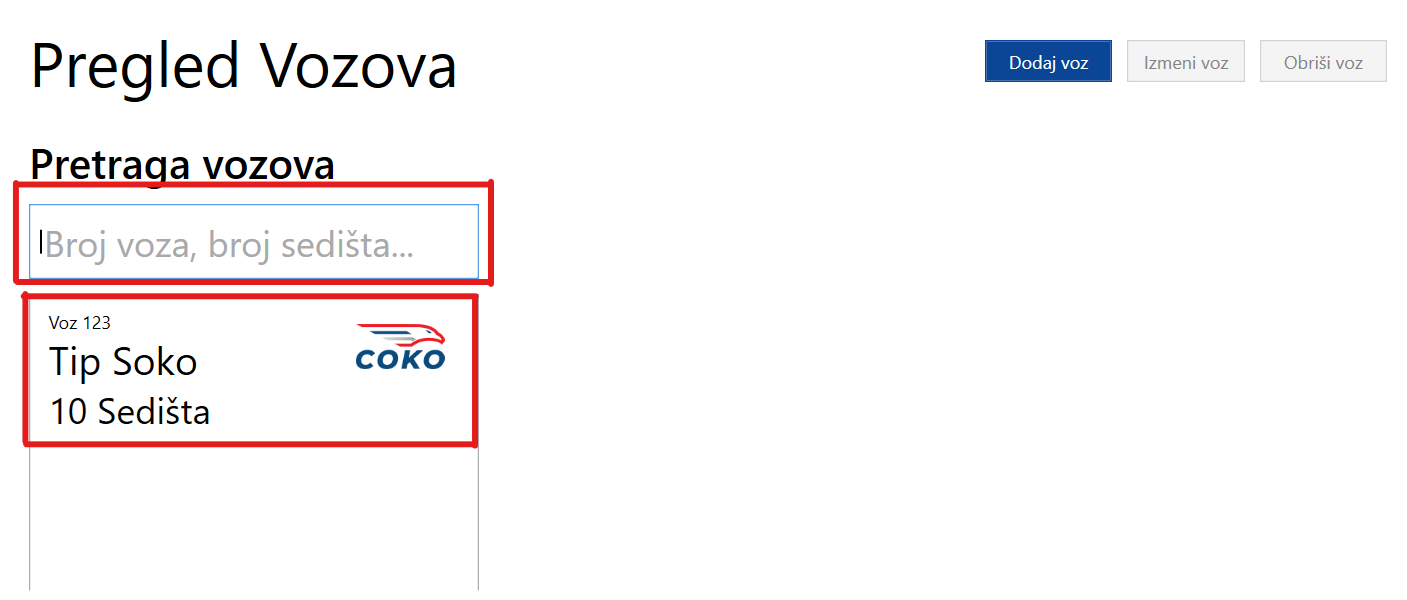 Pregled Vozova
Dodaj voz
Izmeni voz
Obriši voz
Pretraga vozova
Broj voza, broj sedišta...
Voz 123
Tip Soko
СОКО
10 Sedišta